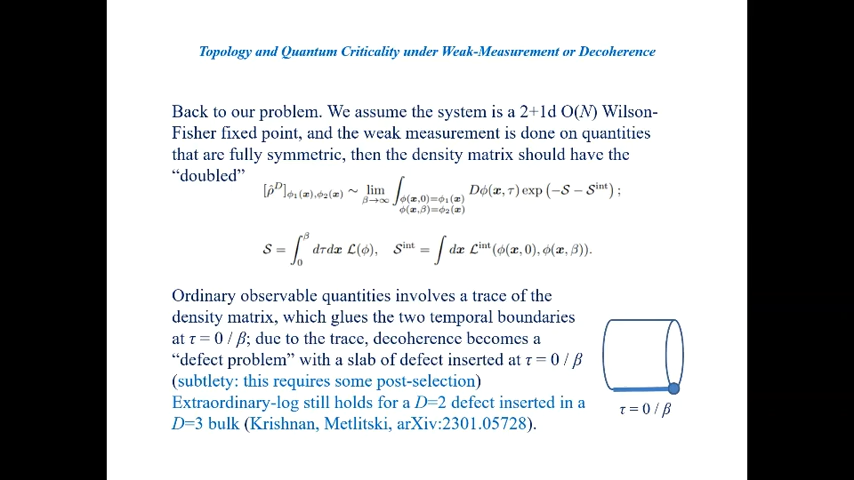 Topology and Quantum Criticality under Weak-Measurement or Decoherence
Back to our problem. We assume the system is a 2+1d O(N) Wilson-
Fisher fixed point, and the weak measurement is done on quantities
that are fully symmetric, then the density matrix should have the
“doubled”
[ρ̂^D]_{ϕ₁(x),ϕ₂(x)} ∼ lim_{β→∞} ∫_{ϕ(x,0)=ϕ₁(x) ϕ(x,β)=ϕ₂(x)} Dϕ(x,τ) exp (−S − S^int) ;
S = ∫_0^β dτdx L(ϕ),  S^int = ∫ dx L^int(ϕ(x,0), ϕ(x,β)).
Ordinary observable quantities involves a trace of the
density matrix, which glues the two temporal boundaries
at τ = 0 / β; due to the trace, decoherence becomes a
“defect problem” with a slab of defect inserted at τ = 0 / β
(subtlety: this requires some post-selection)
Extraordinary-log still holds for a D=2 defect inserted in a
D=3 bulk (Krishnan, Metlitski, arXiv:2301.05728).
τ = 0 / β